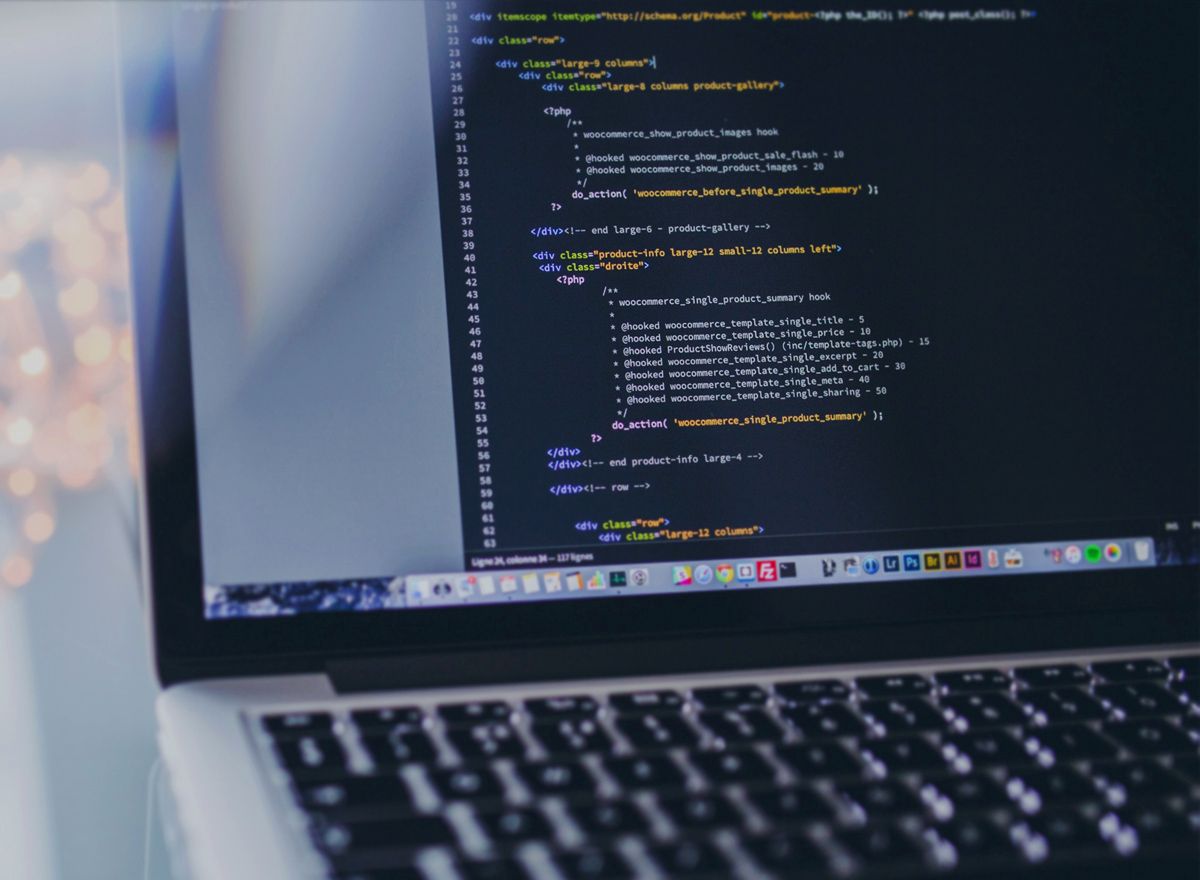 19
20 <div itemscope itemtype="http://schema.org/Product" id="product-<?php the_ID(); ?>" <?php post_class(); ?>>
21
22 <div class="row">
23
24 <div class="large-9 columns">
25 <div class="row">
26 <div class="large-8 columns product-gallery">
27
28 <?php
29 /**
30 * woocommerce_show_product_images hook
31 *
32 * @hooked woocommerce_show_product_sale_flash - 10
33 * @hooked woocommerce_show_product_images - 20
34 */
35 do_action( 'woocommerce_before_single_product_summary' );
36 ?>
37
38 </div><!-- end large-6 - product-gallery -->
39
40 <div class="product-info large-12 small-12 columns left">
41 <div class="droite">
42 <?php
43 /**
44 * woocommerce_single_product_summary hook
45 *
46 * @hooked woocommerce_template_single_title - 5
47 * @hooked woocommerce_template_single_price - 10
48 * @hooked ProductShowReviews() (inc/template-tags.php) - 15
49 * @hooked woocommerce_template_single_excerpt - 20
50 * @hooked woocommerce_template_single_add_to_cart - 30
51 * @hooked woocommerce_template_single_meta - 40
52 * @hooked woocommerce_template_single_sharing - 50
53 */
54 do_action( 'woocommerce_single_product_summary' );
55 ?>
56 </div>
57 </div><!-- end product-info large-4 -->
58
59 </div><!-- row -->
60
61
62 <div class="row">
63 <div class="large-12 columns">
Ligne 24, colonne 34 — 117 lignes
Fz Lr Ps Br Ai Id